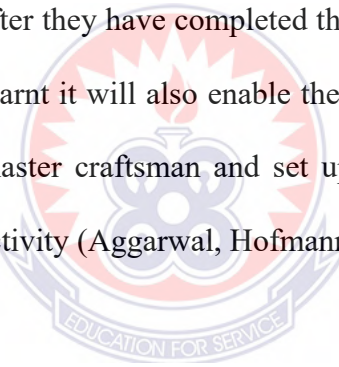 fter they have completed th
arnt it will also enable the
aster craftsman and set up
tivity (Aggarwal, Hofmann
EDUCATION FOR SERVICE